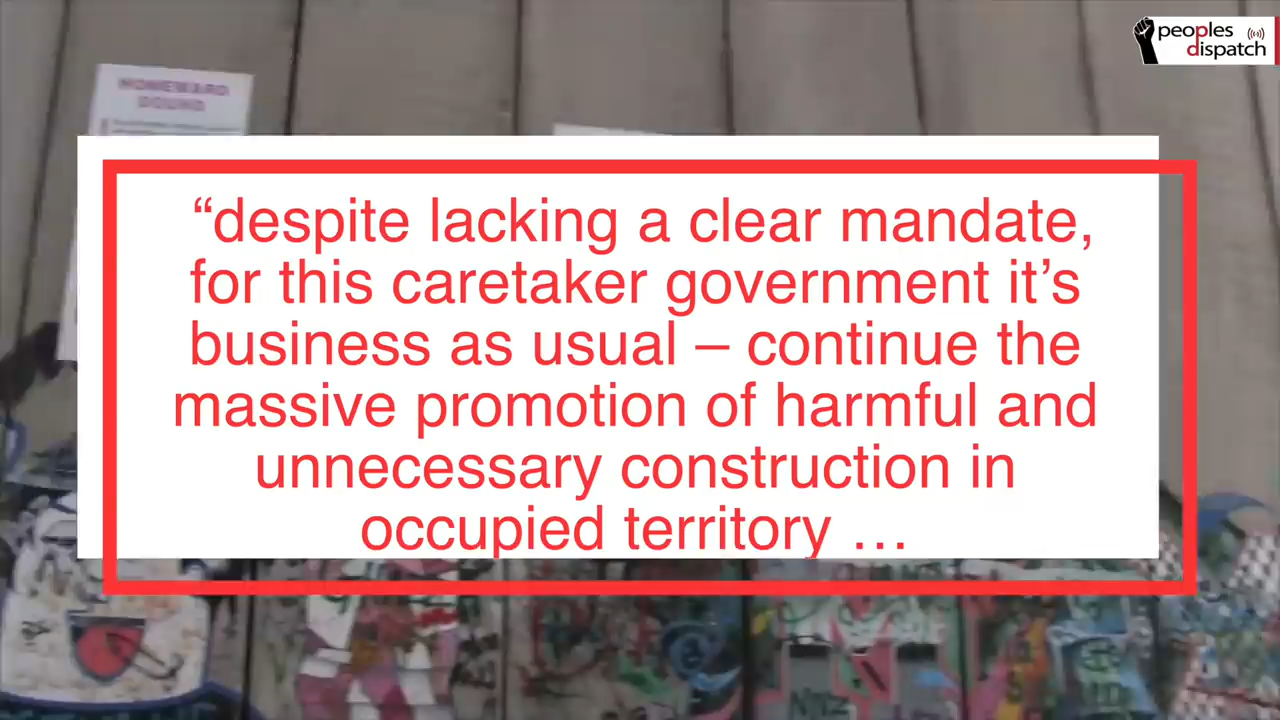 peoples
dispatch
HOMEWARD
BOUND
“despite lacking a clear mandate,
for this caretaker government it’s
business as usual – continue the
massive promotion of harmful and
unnecessary construction in
occupied territory …